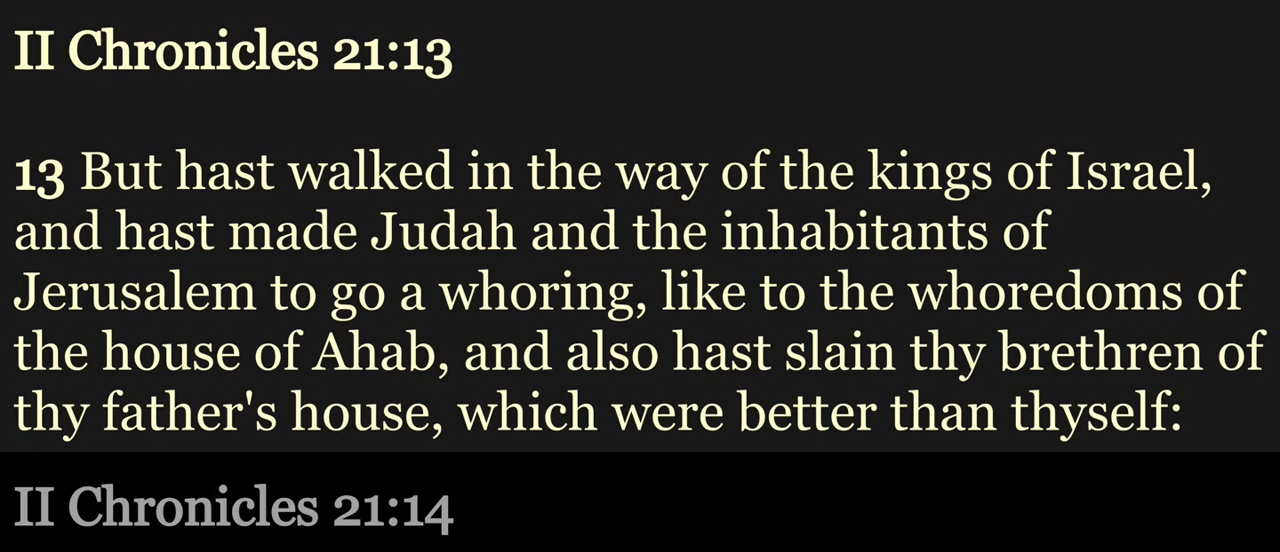 II Chronicles 21:13
13 But hast walked in the way of the kings of Israel,
and hast made Judah and the inhabitants of
Jerusalem to go a whoring, like to the whoredoms of
the house of Ahab, and also hast slain thy brethren of
thy father's house, which were better than thyself:
II Chronicles 21:14